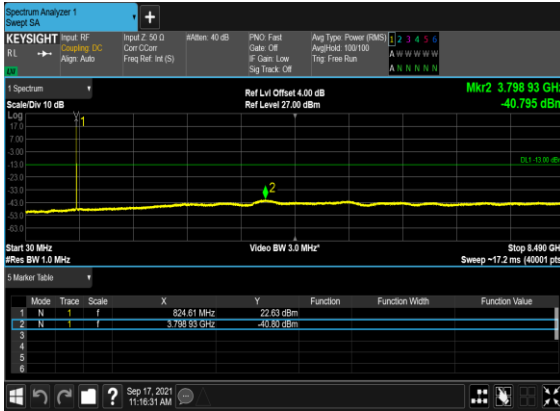 Spectrum Analyzer 1
Swept SA
+
KEYSIGHT Input: RF Input Z: 50 Ω #Atten: 40 dB PNO: Fast Avg Type: Power (RMS) 1 2 3 4 5 6
RL Coupling: DC Corr CCorr Gate: Off Avg|Hold: 100/100 A W W W W W
Align: Auto Freq Ref: Int (S) IF Gain: Low Trig: Free Run
Sig Track: Off A N N N N N
1 Spectrum Ref Lvl Offset 4.00 dB Mkr2 3.798 93 GHz
Scale/Div 10 dB Ref Level 27.00 dBm -40.795 dBm
Log
17.0 1
7.00
-3.00
-13.0 DL1 -13.00 dBm
-23.0
-33.0 2
-43.0
-53.0
-63.0
Start 30 MHz Video BW 3.0 MHz* Stop 8.490 GHz
#Res BW 1.0 MHz Sweep ~17.2 ms (40001 pts)
5 Marker Table
Mode Trace Scale X Y Function Function Width Function Value
1 N 1 f 824.61 MHz 22.63 dBm
2 N 1 f 3.798 93 GHz -40.80 dBm
3
4
5
6
? Sep 17, 2021
11:16:31 AM